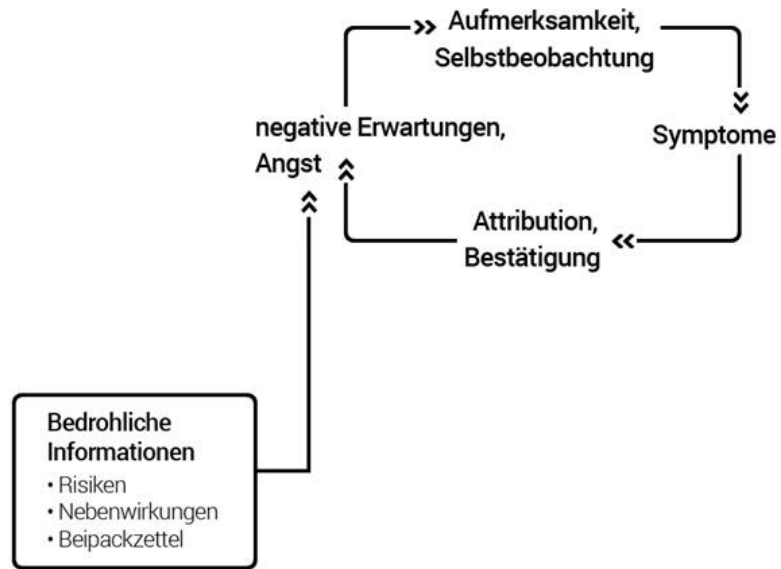 Aufmerksamkeit,
Selbstbeobachtung
negative Erwartungen,
Angst
Symptome
Attribution,
Bestätigung
Bedrohliche
Informationen
• Risiken
• Nebenwirkungen
• Beipackzettel